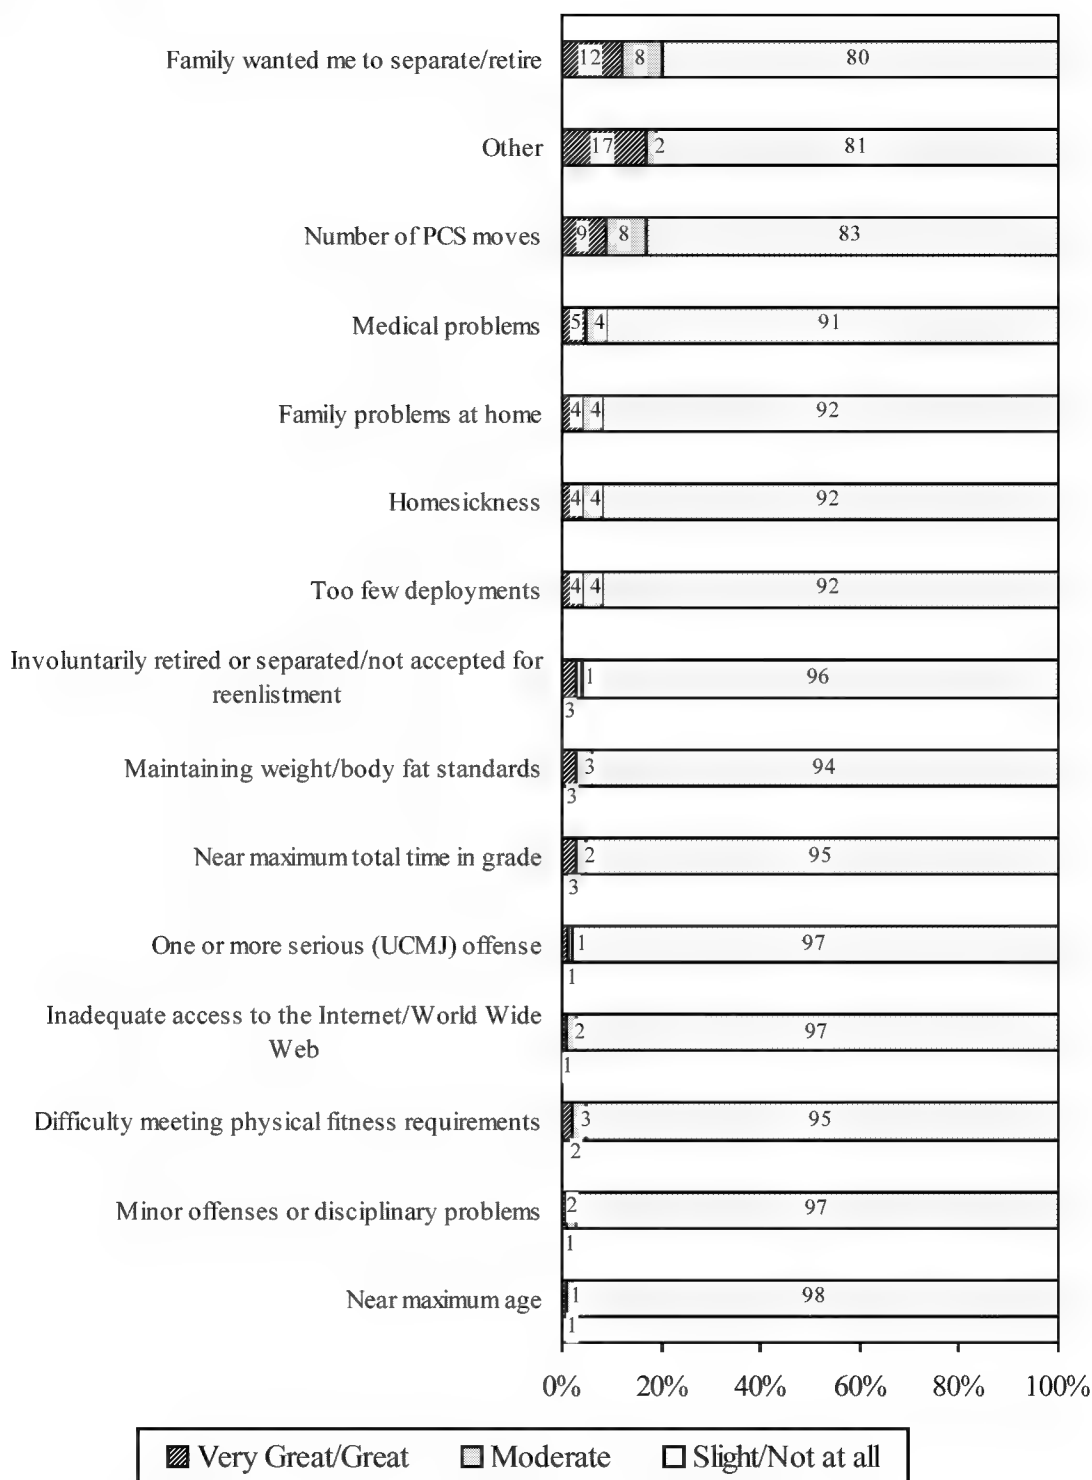 Family wanted me to separate/retire 12 8 80
Other 17 2 81
Number of PCS moves 9 8 83
Medical problems 5 4 91
Family problems at home 4 4 92
Homesickness 4 4 92
Too few deployments 4 4 92
Involuntarily retired or separated/not accepted for
reenlistment
1 96
3
Maintaining weight/body fat standards 3 94
3
Near maximum total time in grade 2 95
3
One or more serious (UCMJ) offense 1 97
1
Inadequate access to the Internet/World Wide
Web
2 97
1
Difficulty meeting physical fitness requirements 3 95
2
Minor offenses or disciplinary problems 2 97
1
Near maximum age 1 98
1
0% 20% 40% 60% 80% 100%
Very Great/Great Moderate Slight/Not at all